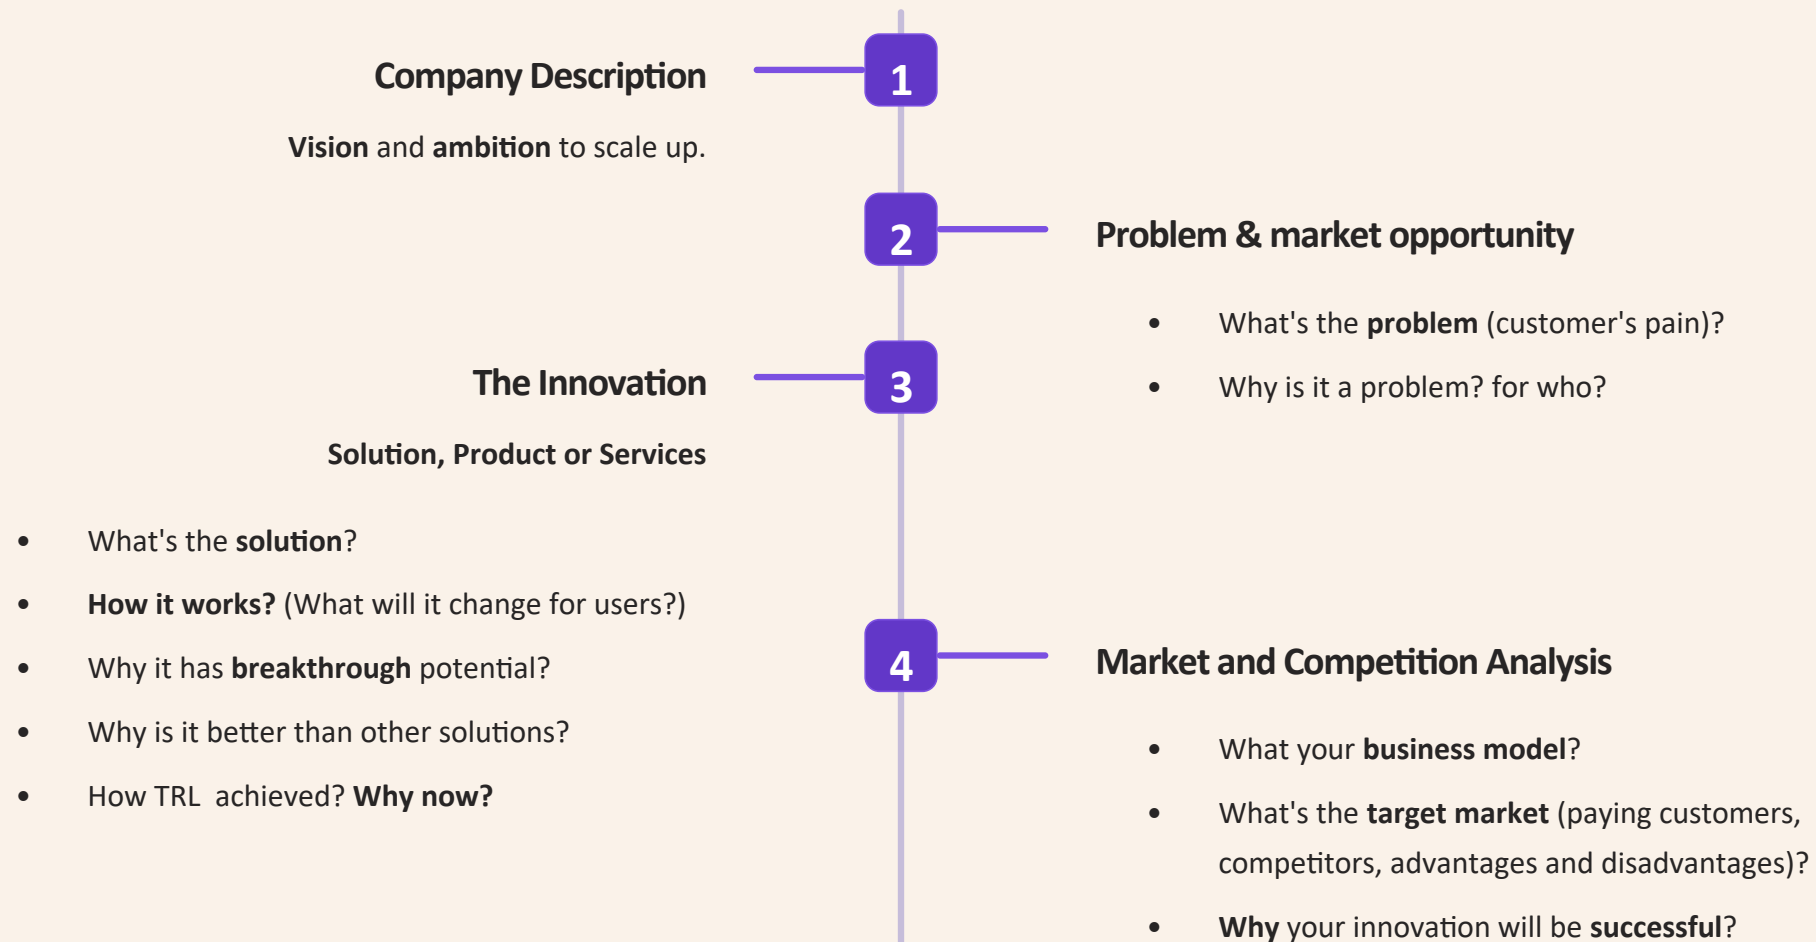 1
Company Description
Vision and ambition to scale up.
2
Problem & market opportunity
• What's the problem (customer's pain)?
• Why is it a problem? for who?
3
The Innovation
Solution, Product or Services
• What's the solution?
• How it works? (What will it change for users?)
• Why it has breakthrough potential?
• Why is it better than other solutions?
• How TRL  achieved? Why now?
4
Market and Competition Analysis
• What your business model?
• What's the target market (paying customers,
competitors, advantages and disadvantages)?
• Why your innovation will be successful?